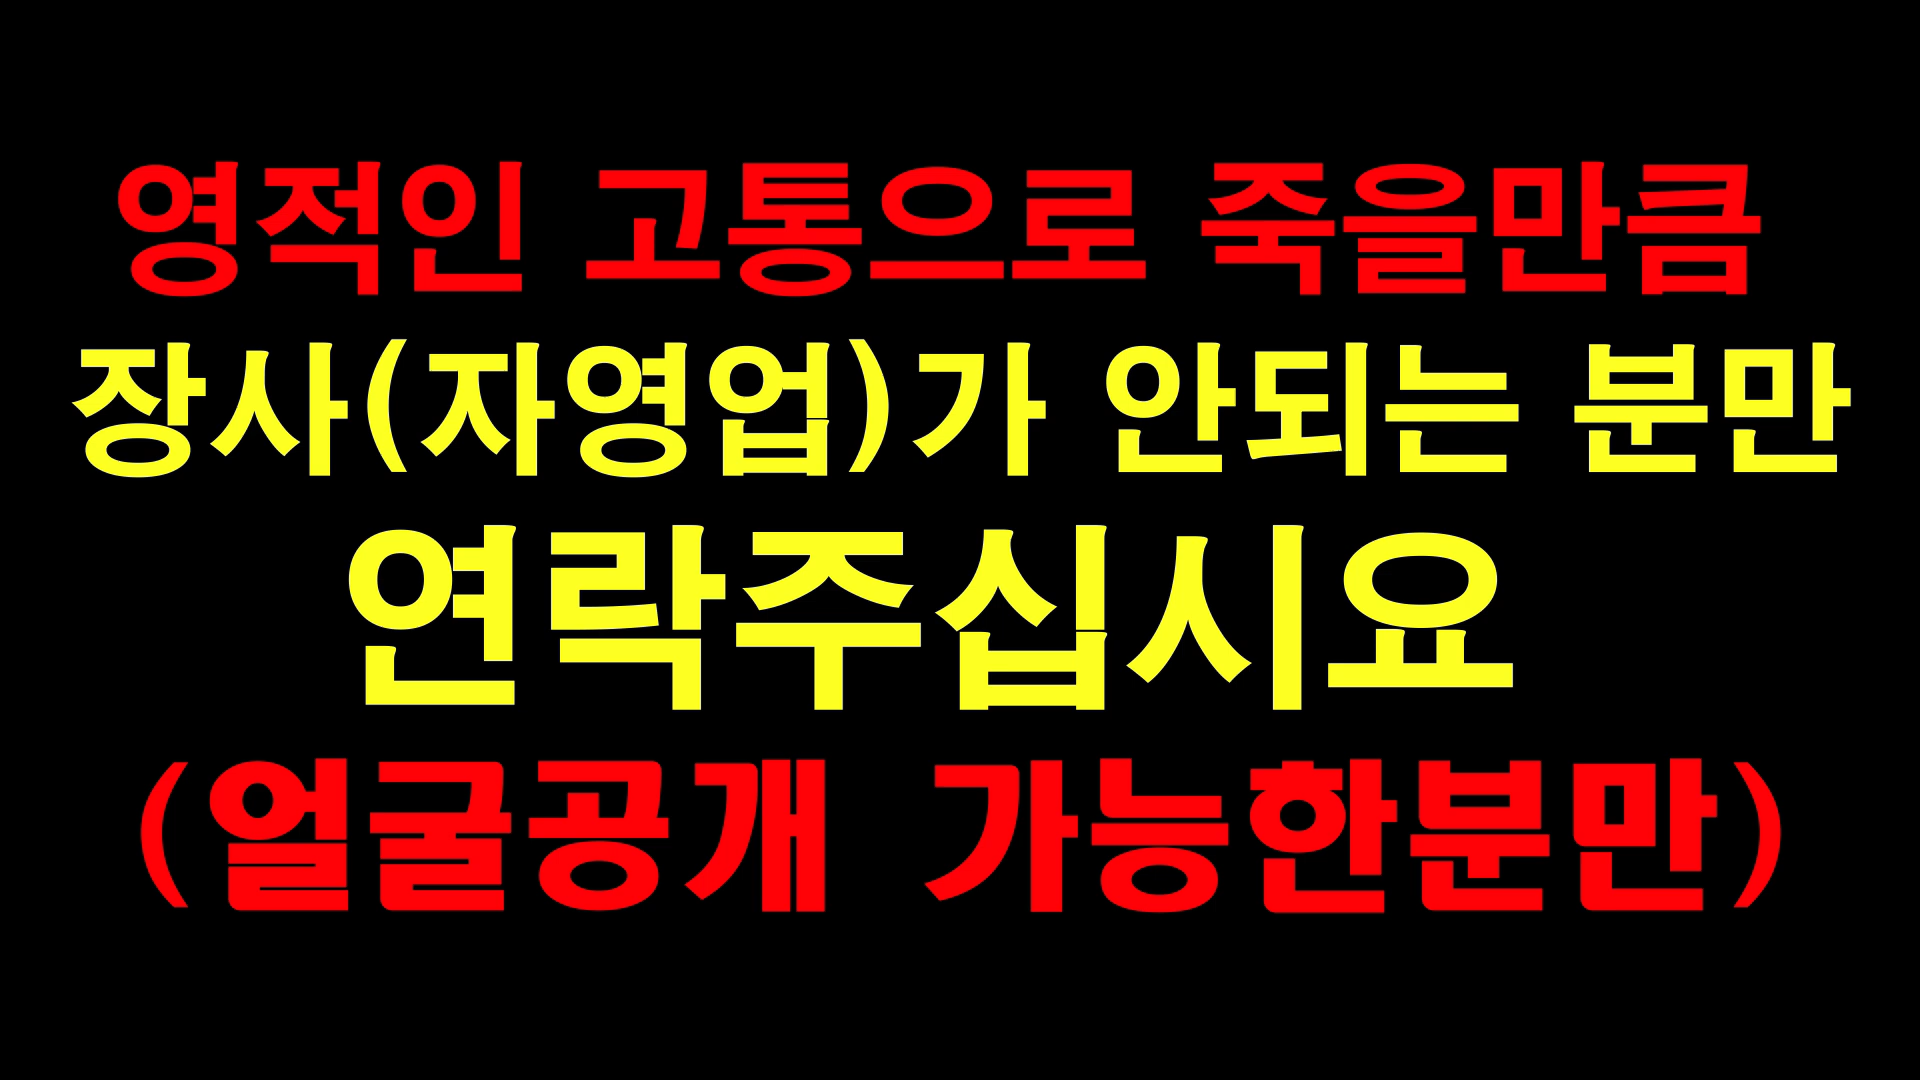 영적인 고통으로 죽을만큼
장사(자영업)가 안되는 분만
연락주십시요
(얼굴공개 가능한분만)